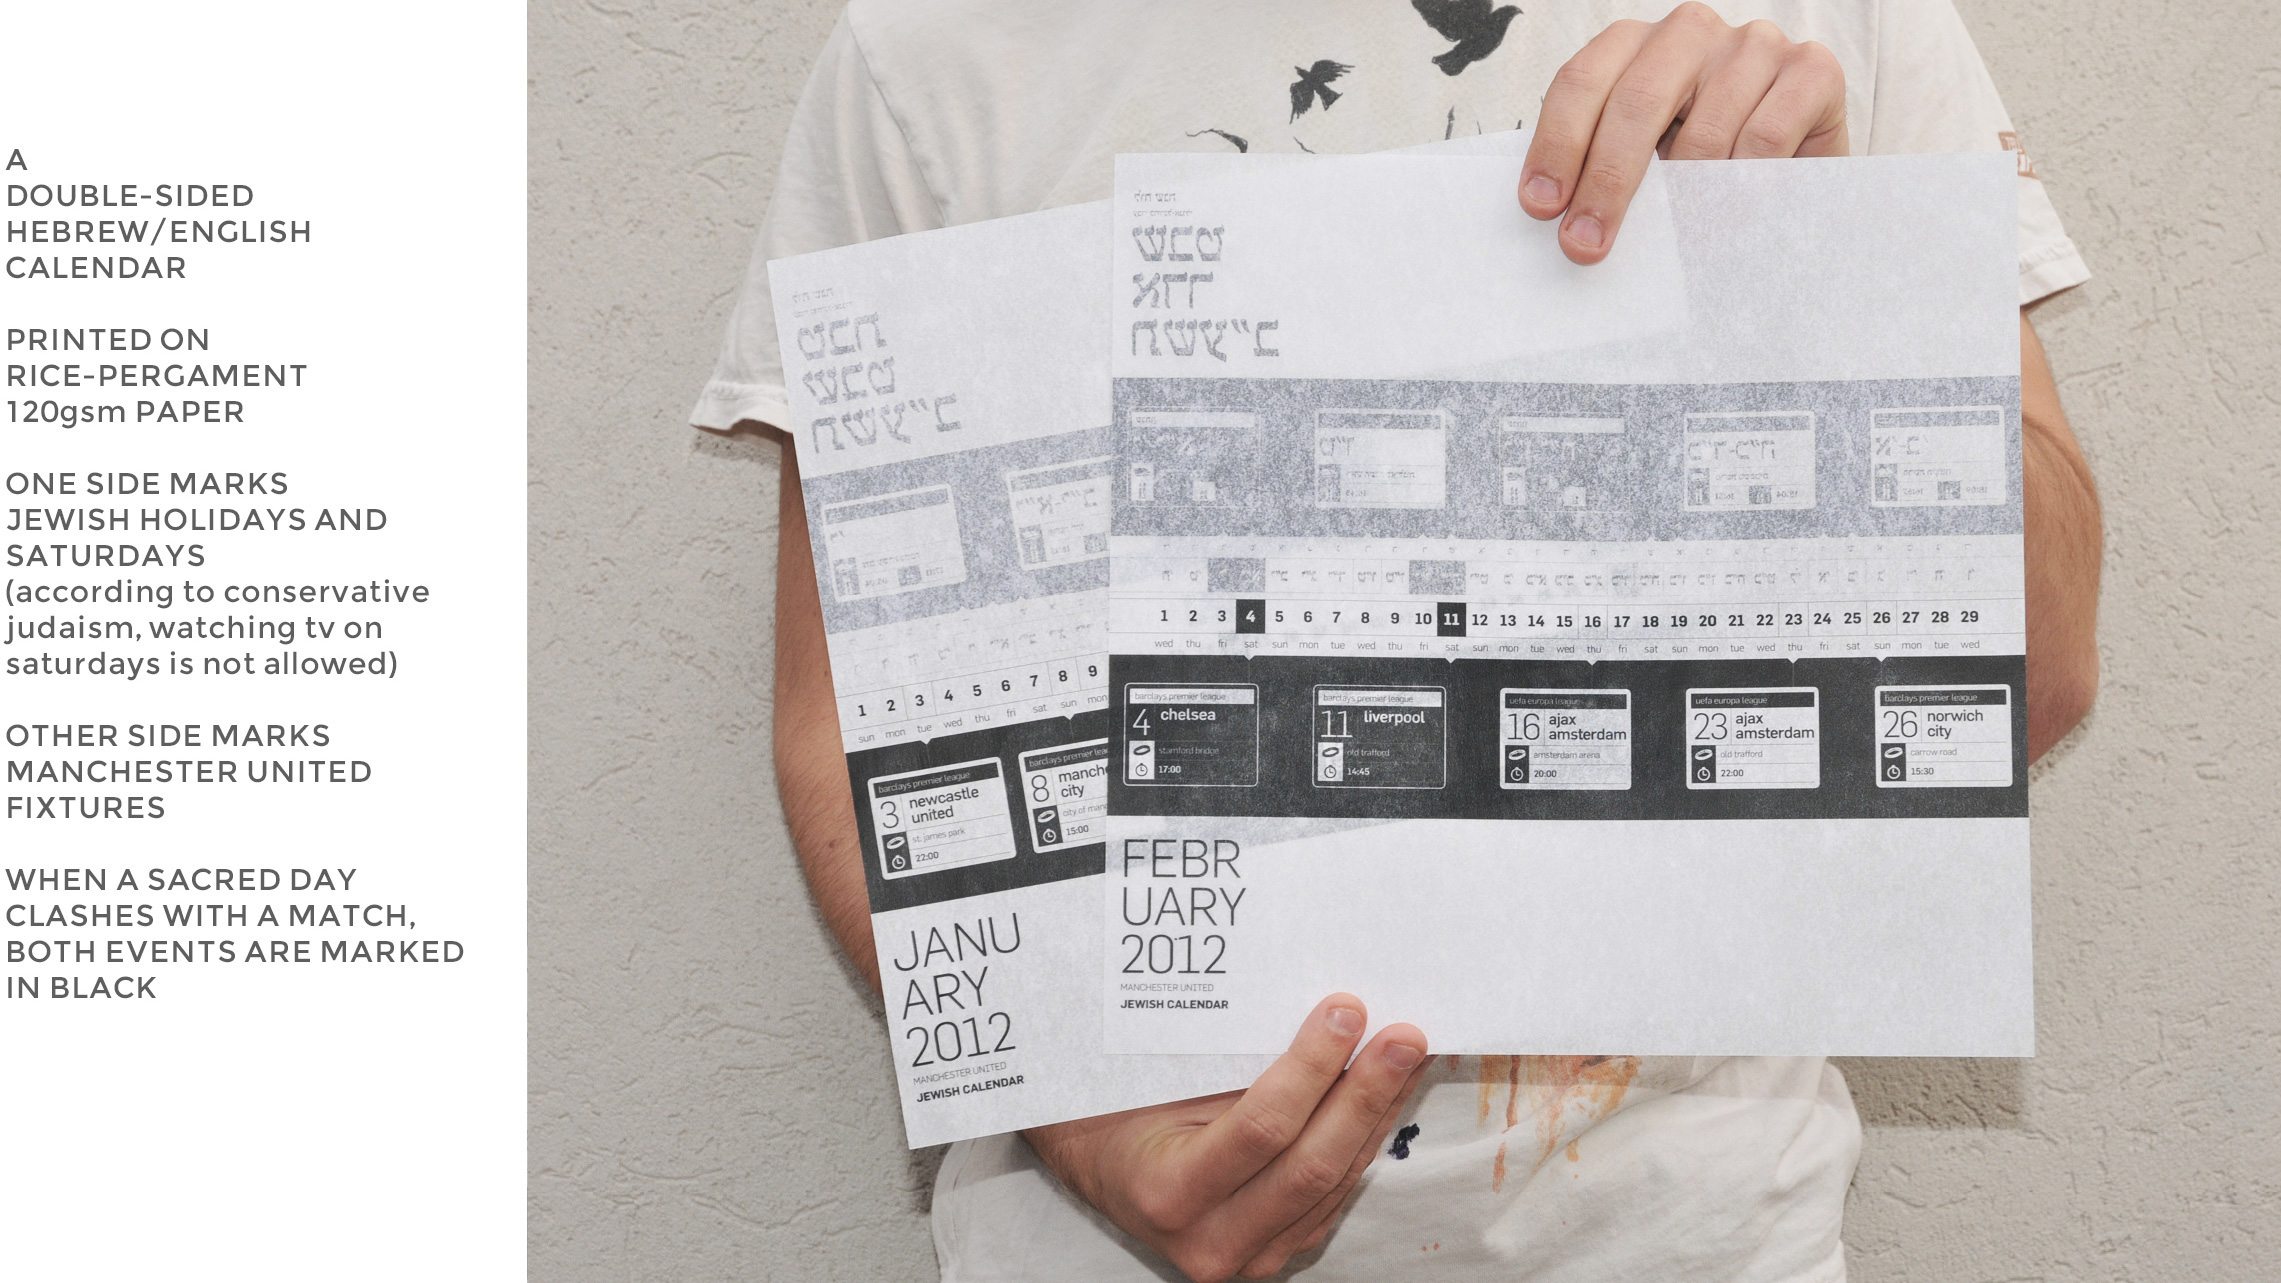 A
DOUBLE-SIDED
HEBREW/ENGLISH
CALENDAR
PRINTED ON
RICE-PERGAMENT
120gsm PAPER
ONE SIDE MARKS
JEWISH HOLIDAYS AND
SATURDAYS
(according to conservative
judaism, watching tv on
saturdays is not allowed)
OTHER SIDE MARKS
MANCHESTER UNITED
FIXTURES
WHEN A SACRED DAY
CLASHES WITH A MATCH,
BOTH EVENTS ARE MARKED
IN BLACK
1 2 3 4 5 6 7 8 9
sun mon tue wed thu fri sat sun mon
barclays premier league
3 newcastle
united
st. james park
22:00
barclays premier lea
8 manch
city
city of man
15:00
JANU
ARY
2012
MANCHESTER UNITED
JEWISH CALENDAR
שבט
אדר
תשע"ב
1 2 3 4 5 6 7 8 9 10 11 12 13 14 15 16 17 18 19 20 21 22 23 24 25 26 27 28 29
wed thu fri sat sun mon tue wed thu fri sat sun mon tue wed thu fri sat sun mon tue wed thu fri sat sun mon tue wed
barclays premier league
4 chelsea
stamford bridge
17:00
barclays premier league
11 liverpool
old trafford
14:45
uefa europa league
16 ajax
amsterdam
amsterdam arena
20:00
uefa europa league
23 ajax
amsterdam
old trafford
22:00
barclays premier league
26 norwich
city
carrow road
15:30
FEBR
UARY
2012
MANCHESTER UNITED
JEWISH CALENDAR